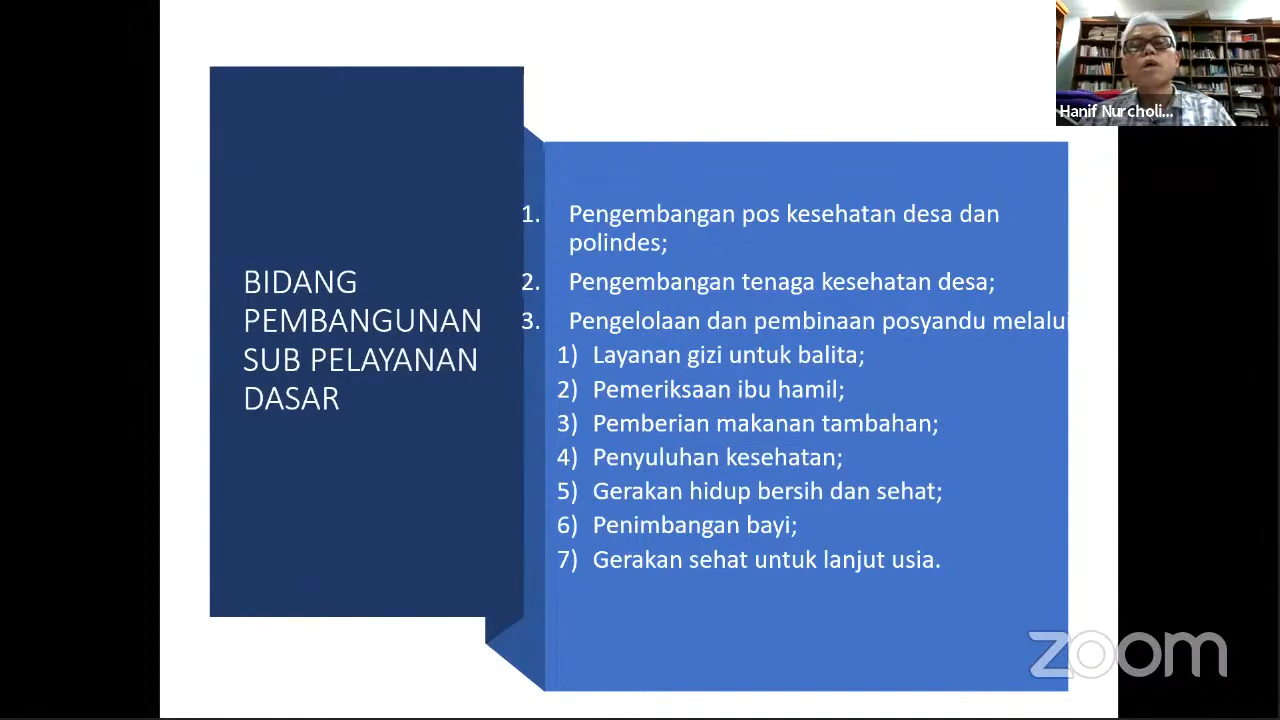 Hanif Nurcholi...
BIDANG
PEMBANGUNAN
SUB PELAYANAN
DASAR
1. Pengembangan pos kesehatan desa dan
polindes;
2. Pengembangan tenaga kesehatan desa;
3. Pengelolaan dan pembinaan posyandu melalui
1) Layanan gizi untuk balita;
2) Pemeriksaan ibu hamil;
3) Pemberian makanan tambahan;
4) Penyuluhan kesehatan;
5) Gerakan hidup bersih dan sehat;
6) Penimbangan bayi;
7) Gerakan sehat untuk lanjut usia.
zoom